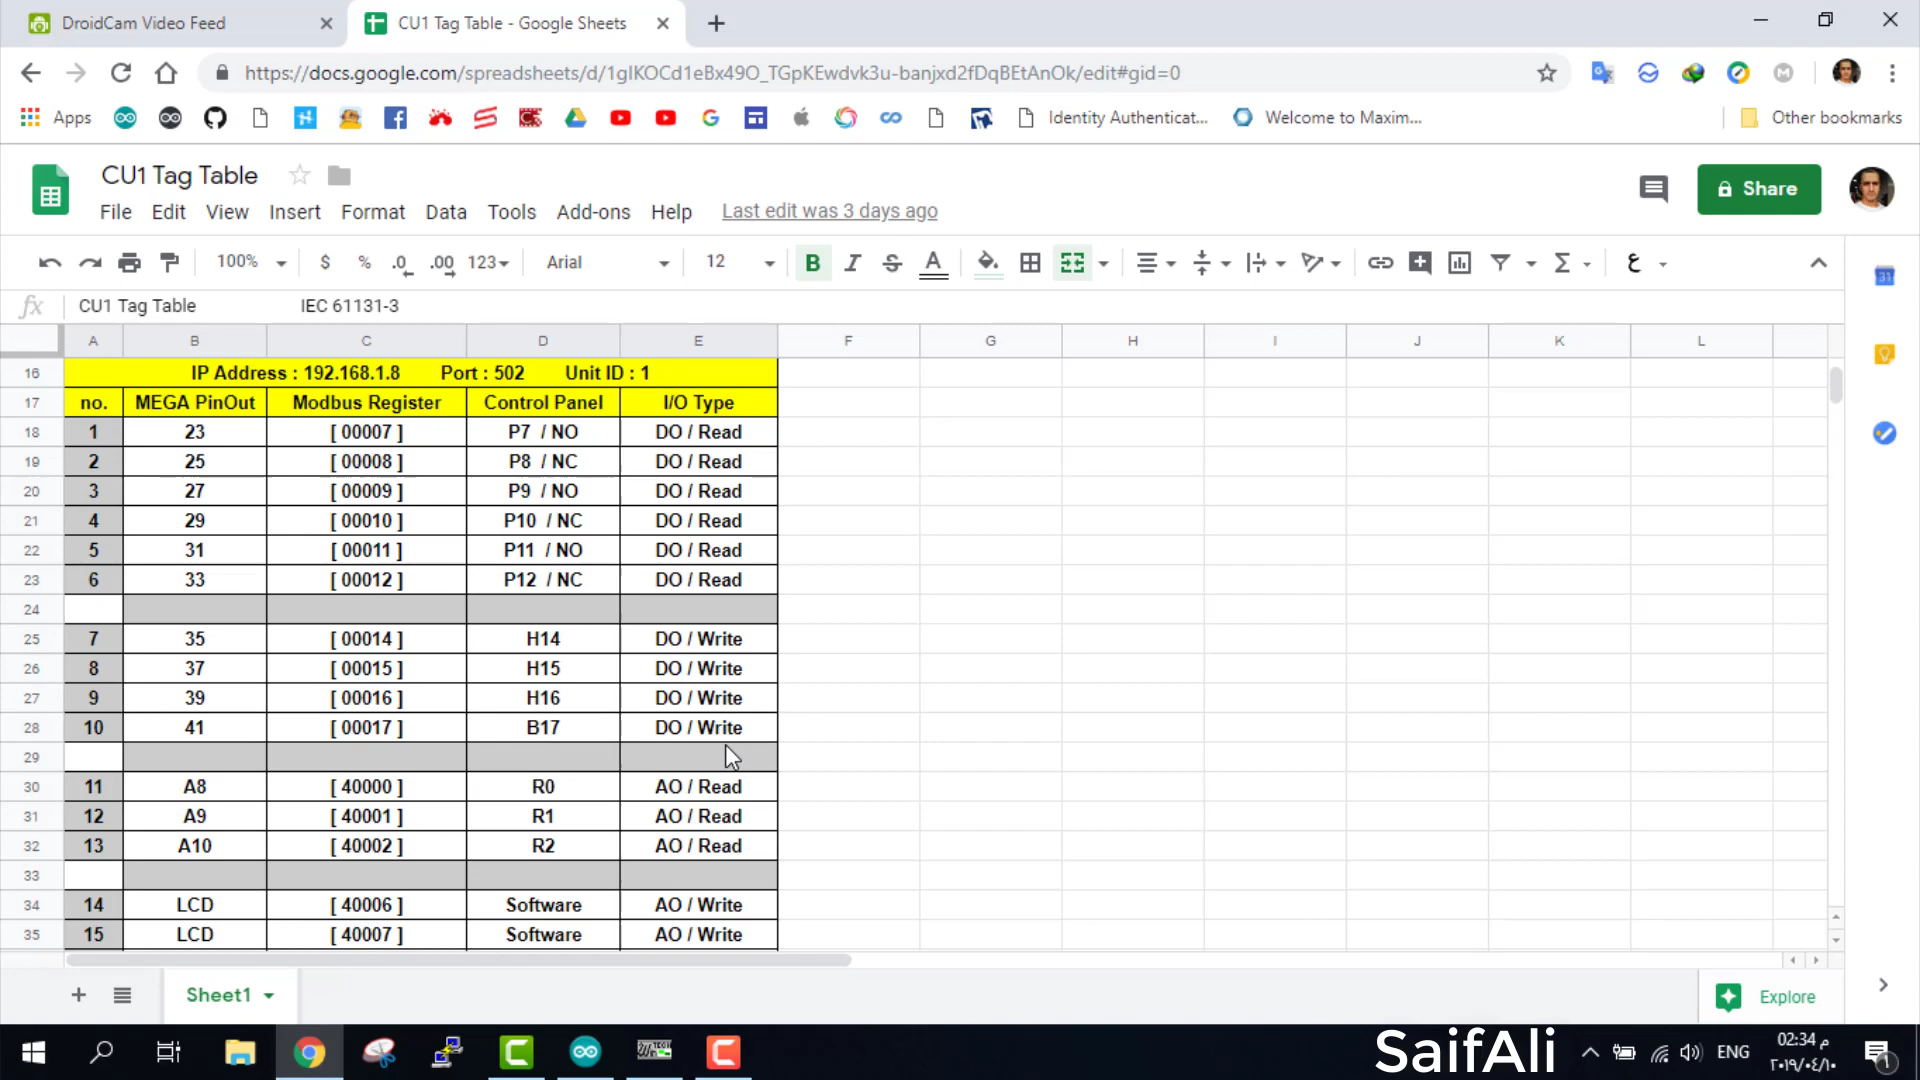 DroidCam Video Feed
CU1 Tag Table - Google Sheets
https://docs.google.com/spreadsheets/d/1glKOCd1eBx49O_TGpKEwdvk3u-banjxd2fDqBEtAnOk/edit#gid=0
Apps
Identity Authenticat...
Welcome to Maxim...
Other bookmarks
CU1 Tag Table
Share
File Edit View Insert Format Data Tools Add-ons Help Last edit was 3 days ago
100% $ % .0 .00 123 Arial 12 B I S A Σ ع
fx CU1 Tag Table IEC 61131-3
A B C D E F G H I J K L
16 IP Address : 192.168.1.8 Port : 502 Unit ID : 1
17 no. MEGA PinOut Modbus Register Control Panel I/O Type
18 1 23 [ 00007 ] P7 / NO DO / Read
19 2 25 [ 00008 ] P8 / NC DO / Read
20 3 27 [ 00009 ] P9 / NO DO / Read
21 4 29 [ 00010 ] P10 / NC DO / Read
22 5 31 [ 00011 ] P11 / NO DO / Read
23 6 33 [ 00012 ] P12 / NC DO / Read
24
25 7 35 [ 00014 ] H14 DO / Write
26 8 37 [ 00015 ] H15 DO / Write
27 9 39 [ 00016 ] H16 DO / Write
28 10 41 [ 00017 ] B17 DO / Write
29
30 11 A8 [ 40000 ] R0 AO / Read
31 12 A9 [ 40001 ] R1 AO / Read
32 13 A10 [ 40002 ] R2 AO / Read
33
34 14 LCD [ 40006 ] Software AO / Write
35 15 LCD [ 40007 ] Software AO / Write
Sheet1
Explore
SaifAli
ENG
02:34 م
٢٠١٩/٠٤/١٠